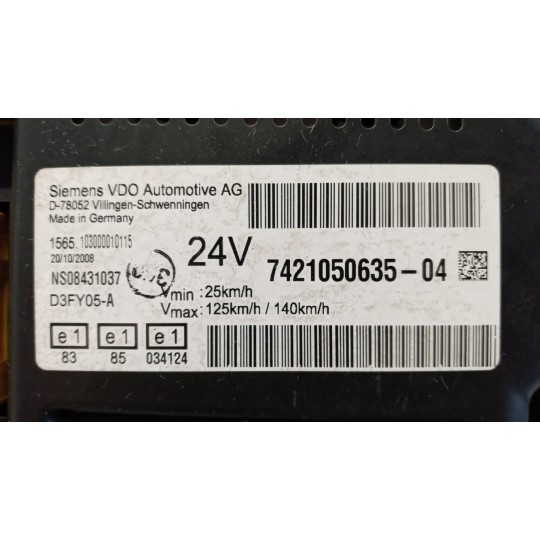 Siemens VDO Automotive AG
D-78052 Villingen-Schwenningen
Made in Germany
1565.103000010115
20/10/2008
24V
7421050635-04
NS08431037
D3FY05-A
Vmin :25km/h
Vmax: 125km/h / 140km/h
e1 e1 e1
83 85 034124